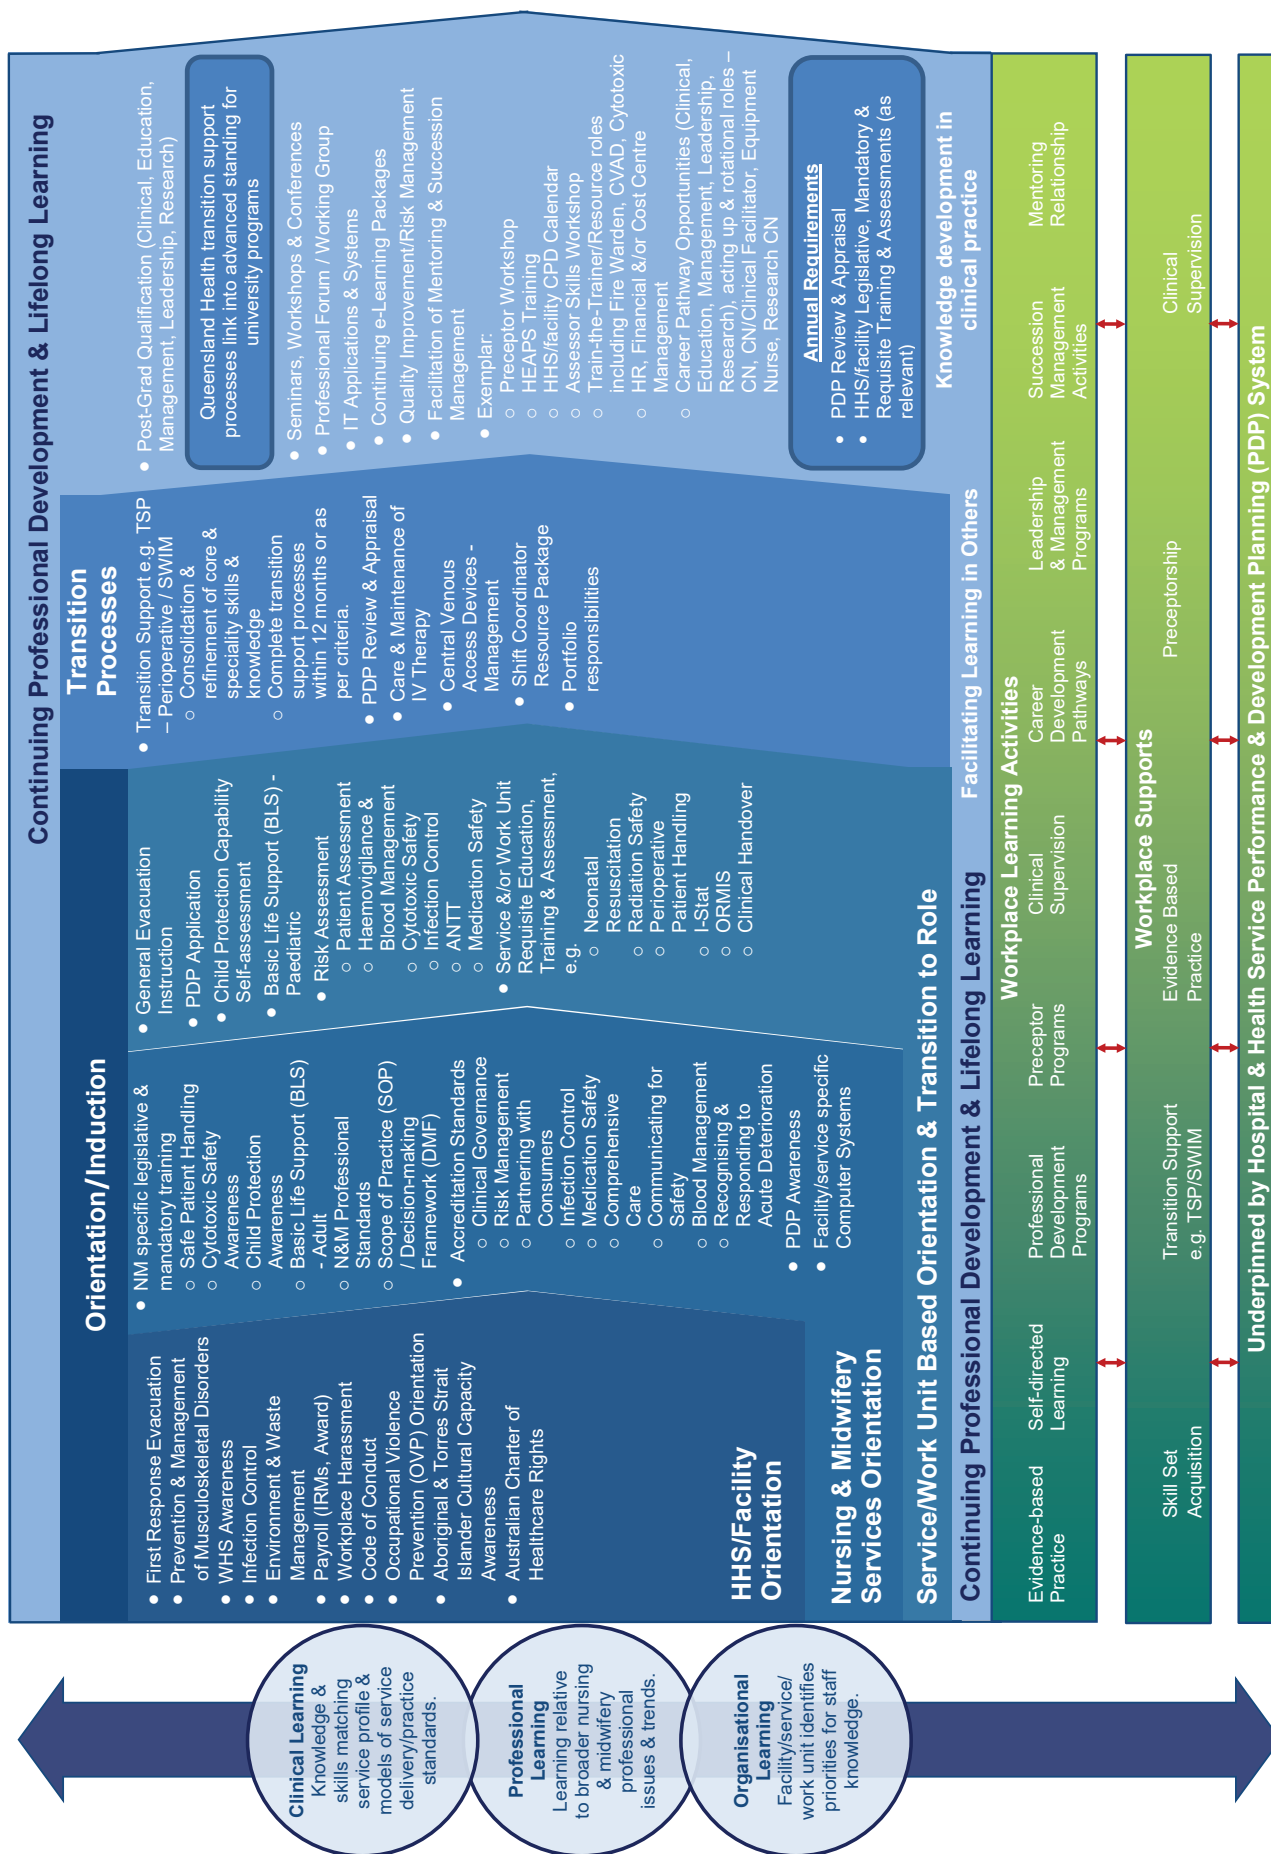 Continuing Professional Development & Lifelong Learning
Clinical Learning
Knowledge &
skills matching
service profile &
models of service
delivery/practice
standards.
Professional
Learning
Learning relative
to broader nursing
& midwifery
professional
issues & trends.
Organisational
Learning
Facility/service/
work unit identifies
priorities for staff
knowledge.
Orientation/Induction
● First Response Evacuation
● Prevention & Management
of Musculoskeletal Disorders
● WHS Awareness
● Infection Control
● Environment & Waste
Management
● Payroll (IRMs, Award)
● Workplace Harassment
● Code of Conduct
● Occupational Violence
Prevention (OVP) Orientation
● Aboriginal & Torres Strait
Islander Cultural Capacity
Awareness
● Australian Charter of
Healthcare Rights
HHS/Facility
Orientation
● NM specific legislative &
mandatory training
○ Safe Patient Handling
○ Cytotoxic Safety
Awareness
○ Child Protection
Awareness
○ Basic Life Support (BLS)
- Adult
○ N&M Professional
Standards
○ Scope of Practice (SOP)
/ Decision-making
Framework (DMF)
● Accreditation Standards
○ Clinical Governance
○ Risk Management
○ Partnering with
Consumers
○ Infection Control
○ Medication Safety
○ Comprehensive
Care
○ Communicating for
Safety
○ Blood Management
○ Recognising &
Responding to
Acute Deterioration
● PDP Awareness
● Facility/service specific
Computer Systems
Nursing & Midwifery
Services Orientation
● General Evacuation
Instruction
● PDP Application
● Child Protection Capability
Self-assessment
● Basic Life Support (BLS) -
Paediatric
● Risk Assessment
○ Patient Assessment
○ Haemovigilance &
Blood Management
○ Cytotoxic Safety
○ Infection Control
○ ANTT
○ Medication Safety
● Service &/or Work Unit
Requisite Education,
Training & Assessment,
e.g.
○ Neonatal
Resuscitation
○ Radiation Safety
○ Perioperative
Patient Handling
○ I-Stat
○ ORMIS
○ Clinical Handover
Service/Work Unit Based Orientation & Transition to Role
Transition
Processes
● Transition Support e.g. TSP
– Perioperative / SWIM
○ Consolidation &
refinement of core &
speciality skills &
knowledge
○ Complete transition
support processes
within 12 months or as
per criteria.
● PDP Review & Appraisal
● Care & Maintenance of
IV Therapy
● Central Venous
Access Devices -
Management
● Shift Coordinator
Resource Package
● Portfolio
responsibilities
● Post-Grad Qualification (Clinical, Education,
Management, Leadership, Research)
Queensland Health transition support
processes link into advanced standing for
university programs
● Seminars, Workshops & Conferences
● Professional Forum / Working Group
● IT Applications & Systems
● Continuing e-Learning Packages
● Quality Improvement/Risk Management
● Facilitation of Mentoring & Succession
Management
● Exemplar:
○ Preceptor Workshop
○ HEAPS Training
○ HHS/facility CPD Calendar
○ Assessor Skills Workshop
○ Train-the-Trainer/Resource roles
including Fire Warden, CVAD, Cytotoxic
○ HR, Financial &/or Cost Centre
Management
○ Career Pathway Opportunities (Clinical,
Education, Management, Leadership,
Research), acting up & rotational roles –
CN, CN/Clinical Facilitator, Equipment
Nurse, Research CN
Annual Requirements
● PDP Review & Appraisal
● HHS/facility Legislative, Mandatory &
Requisite Training & Assessments (as
relevant)
Continuing Professional Development & Lifelong Learning
Facilitating Learning in Others
Knowledge development in
clinical practice
Workplace Learning Activities
Evidence-based
Practice
Self-directed
Learning
Professional
Development
Programs
Preceptor
Programs
Clinical
Supervision
Career
Development
Pathways
Leadership
& Management
Programs
Succession
Management
Activities
Mentoring
Relationship
Workplace Supports
Skill Set
Acquisition
Transition Support
e.g. TSP/SWIM
Evidence Based
Practice
Preceptorship
Clinical
Supervision
Underpinned by Hospital & Health Service Performance & Development Planning (PDP) System